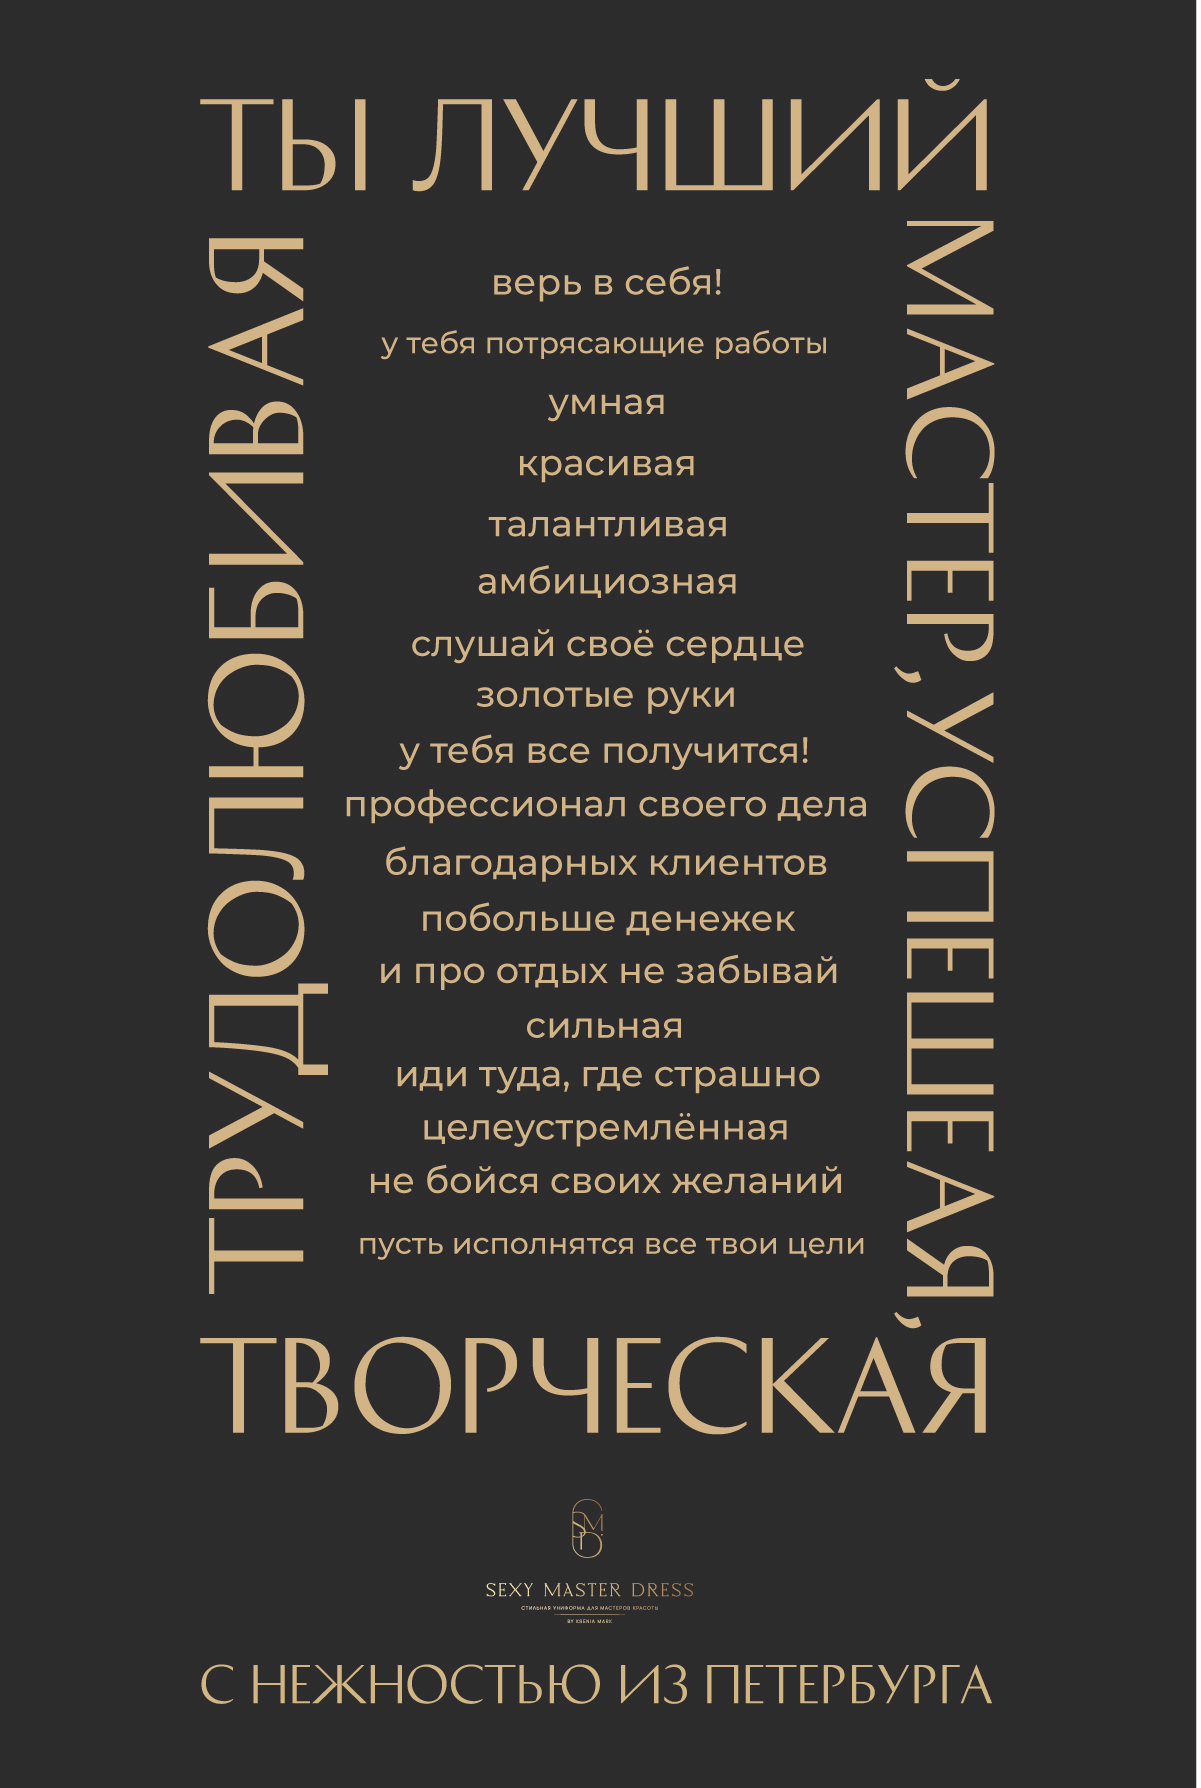 ТЫ ЛУЧШИЙ
МАСТЕР, УСПЕШЕАЯ,
ТРУДОЛЮБИВАЯ
верь в себя!
у тебя потрясающие работы
умная
красивая
талантливая
амбициозная
слушай своё сердце
золотые руки
у тебя все получится!
профессионал своего дела
благодарных клиентов
побольше денежек
и про отдых не забывай
сильная
иди туда, где страшно
целеустремлённая
не бойся своих желаний
пусть исполнятся все твои цели
ТВОРЧЕСКАЯ
SMD
SEXY MASTER DRESS
СТИЛЬНАЯ УНИФОРМА ДЛЯ МАСТЕРОВ КРАСОТЫ
BY KSENIA MARK
С НЕЖНОСТЬЮ ИЗ ПЕТЕРБУРГА